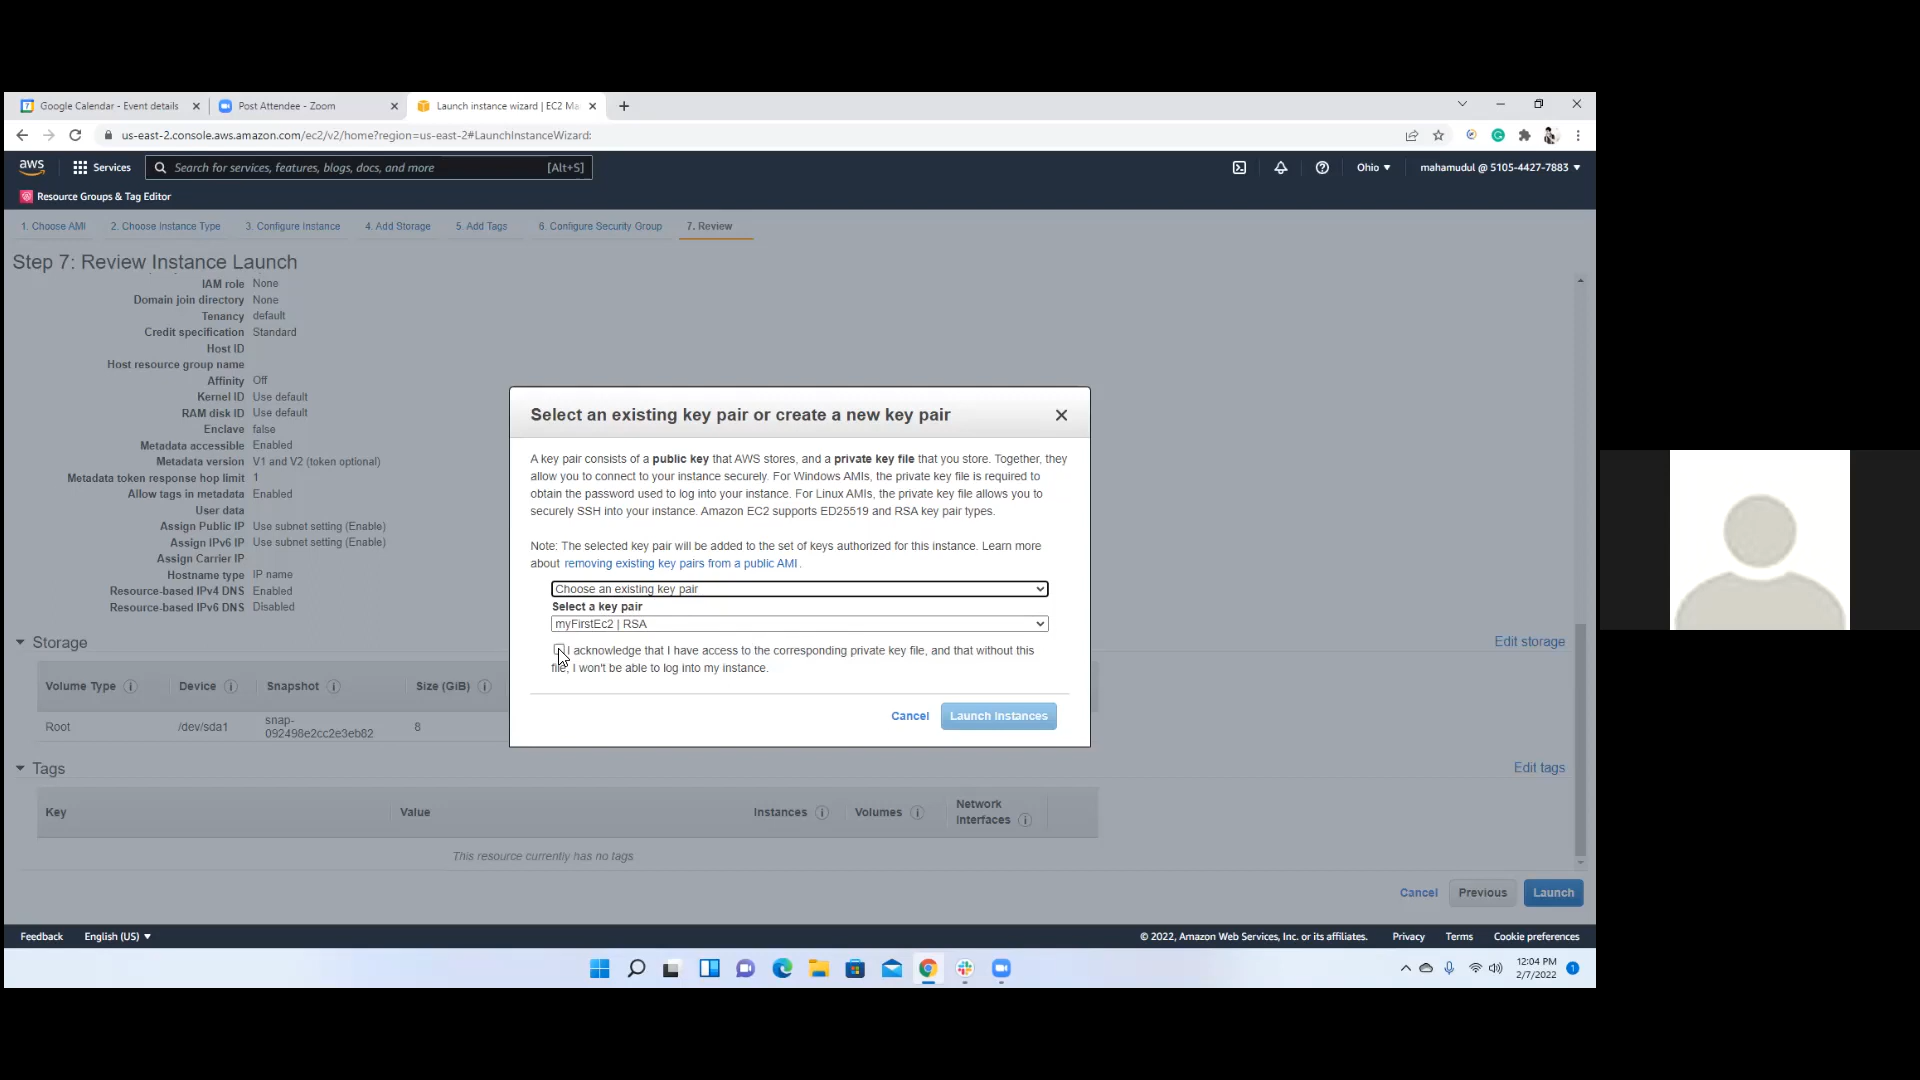 Google Calendar - Event details
Post Attendee - Zoom
Launch instance wizard | EC2 Ma
us-east-2.console.aws.amazon.com/ec2/v2/home?region=us-east-2#LaunchInstanceWizard:
aws
Services
Search for services, features, blogs, docs, and more
[Alt+S]
Ohio
mahamudul @ 5105-4427-7883
Resource Groups & Tag Editor
1. Choose AMI
2. Choose Instance Type
3. Configure Instance
4. Add Storage
5. Add Tags
6. Configure Security Group
7. Review
Step 7: Review Instance Launch
IAM role None
Domain join directory None
Tenancy default
Credit specification Standard
Host ID
Host resource group name
Affinity Off
Kernel ID Use default
RAM disk ID Use default
Enclave false
Metadata accessible Enabled
Metadata version V1 and V2 (token optional)
Metadata token response hop limit 1
Allow tags in metadata Enabled
User data
Assign Public IP Use subnet setting (Enable)
Assign IPv6 IP Use subnet setting (Enable)
Assign Carrier IP
Hostname type IP name
Resource-based IPv4 DNS Enabled
Resource-based IPv6 DNS Disabled
Select an existing key pair or create a new key pair
A key pair consists of a public key that AWS stores, and a private key file that you store. Together, they
allow you to connect to your instance securely. For Windows AMIs, the private key file is required to
obtain the password used to log into your instance. For Linux AMIs, the private key file allows you to
securely SSH into your instance. Amazon EC2 supports ED25519 and RSA key pair types.
Note: The selected key pair will be added to the set of keys authorized for this instance. Learn more
about removing existing key pairs from a public AMI.
Choose an existing key pair
Select a key pair
myFirstEc2 | RSA
I acknowledge that I have access to the corresponding private key file, and that without this
file, I won't be able to log into my instance.
Cancel
Launch Instances
Storage
Edit storage
Volume Type
Device
Snapshot
Size (GiB)
Root
/dev/sda1
snap-
092498e2cc2e3eb82
8
Tags
Edit tags
Key
Value
Instances
Volumes
Network
Interfaces
This resource currently has no tags
Cancel
Previous
Launch
Feedback
English (US)
© 2022, Amazon Web Services, Inc. or its affiliates.
Privacy
Terms
Cookie preferences
12:04 PM
2/7/2022
1